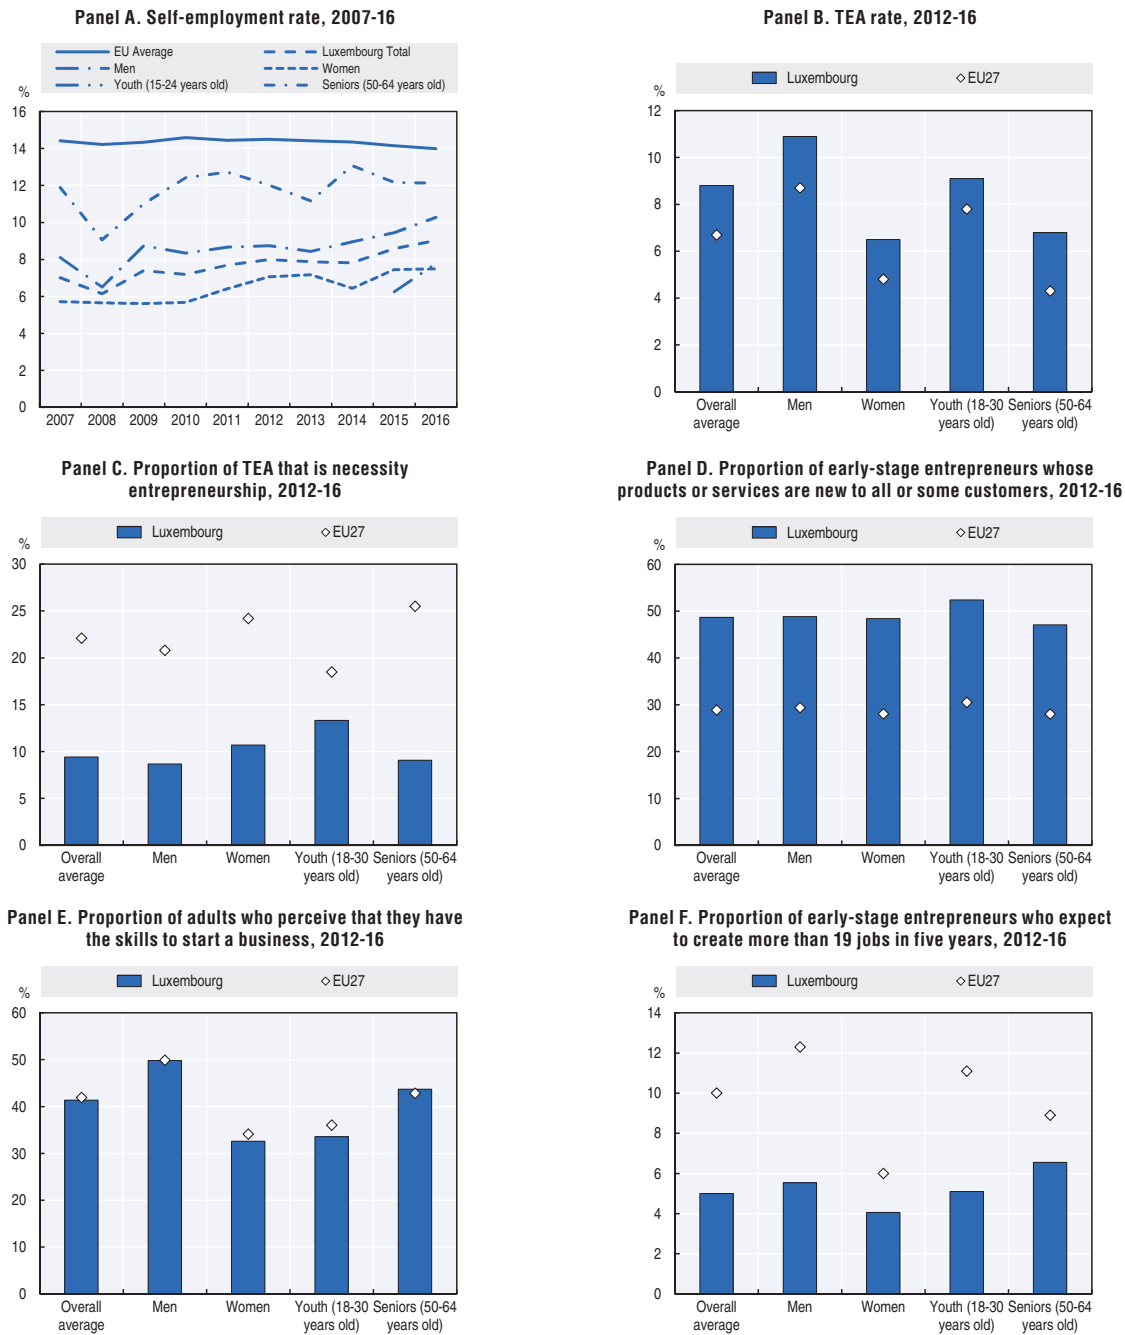 Panel A. Self-employment rate, 2007-16
EU Average
Luxembourg Total
Men
Women
Youth (15-24 years old)
Seniors (50-64 years old)
%
16
14
12
10
8
6
4
2
0
2007 2008 2009 2010 2011 2012 2013 2014 2015 2016
Panel B. TEA rate, 2012-16
Luxembourg
EU27
%
12
10
8
6
4
2
0
Overall average
Men
Women
Youth (18-30 years old)
Seniors (50-64 years old)
Panel C. Proportion of TEA that is necessity
entrepreneurship, 2012-16
Luxembourg
EU27
%
30
25
20
15
10
5
0
Overall average
Men
Women
Youth (18-30 years old)
Seniors (50-64 years old)
Panel D. Proportion of early-stage entrepreneurs whose
products or services are new to all or some customers, 2012-16
Luxembourg
EU27
%
60
50
40
30
20
10
0
Overall average
Men
Women
Youth (18-30 years old)
Seniors (50-64 years old)
Panel E. Proportion of adults who perceive that they have
the skills to start a business, 2012-16
Luxembourg
EU27
%
60
50
40
30
20
10
0
Overall average
Men
Women
Youth (18-30 years old)
Seniors (50-64 years old)
Panel F. Proportion of early-stage entrepreneurs who expect
to create more than 19 jobs in five years, 2012-16
Luxembourg
EU27
%
14
12
10
8
6
4
2
0
Overall average
Men
Women
Youth (18-30 years old)
Seniors (50-64 years old)